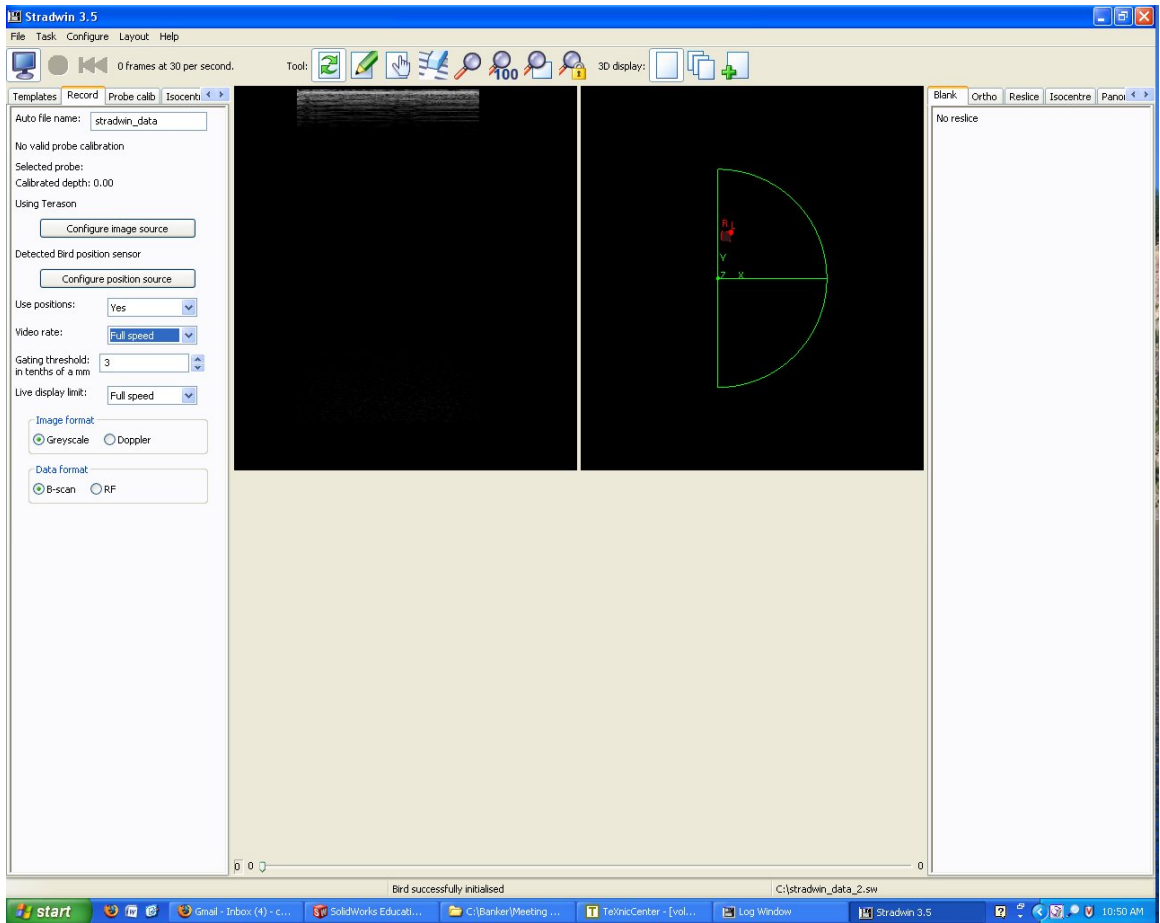 Stradwin 3.5
File Task Configure Layout Help
0 frames at 30 per second.
Tool:
100
3D display:
Templates Record Probe calib Isocenti
Auto file name: stradwin_data
No valid probe calibration
Selected probe:
Calibrated depth: 0.00
Using Terason
Configure image source
Detected Bird position sensor
Configure position source
Use positions: Yes
Video rate: Full speed
Gating threshold: 3
in tenths of a mm
Live display limit: Full speed
Image format
Greyscale Doppler
Data format
B-scan RF
R L
Y
Z X
Blank Ortho Reslice Isocentre Panor
No reslice
0 0 0
Bird successfully initialised C:\stradwin_data_2.sw
start Gmail - Inbox (4) - c... SolidWorks Educati... C:\Banker\Meeting ... TeXnicCenter - [vol... Log Window Stradwin 3.5 10:50 AM